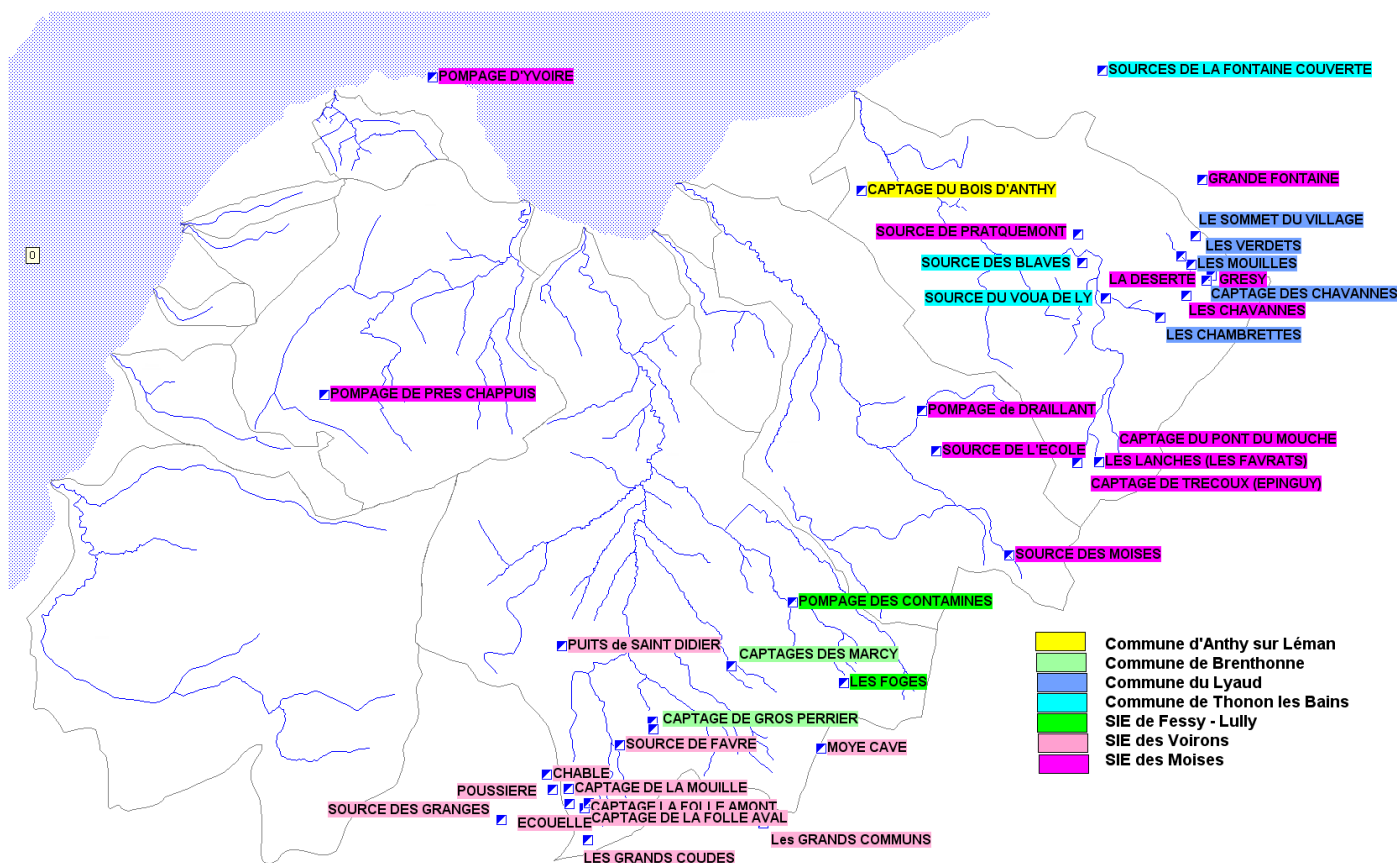 POMPAGE D'YVOIRE
SOURCES DE LA FONTAINE COUVERTE
GRANDE FONTAINE
CAPTAGE DU BOIS D'ANTHY
LE SOMMET DU VILLAGE
SOURCE DE PRATQUEMONT
LES VERDETS
0
SOURCE DES BLAVES
LES MOUILLES
LA DESERTE
GRESY
SOURCE DU VOUA DE LY
CAPTAGE DES CHAVANNES
LES CHAVANNES
LES CHAMBRETTES
POMPAGE DE PRES CHAPPUIS
POMPAGE de DRAILLANT
CAPTAGE DU PONT DU MOUCHE
SOURCE DE L'ECOLE
LES LANCHES (LES FAVRATS)
CAPTAGE DE TRECOUX (EPINGUY)
SOURCE DES MOISES
POMPAGE DES CONTAMINES
PUITS de SAINT DIDIER
CAPTAGES DES MARCY
LES FOGES
CAPTAGE DE GROS PERRIER
SOURCE DE FAVRE
MOYE CAVE
CHABLE
POUSSIERE
CAPTAGE DE LA MOUILLE
SOURCE DES GRANGES
CAPTAGE LA FOLLE AMONT
ECOUELLE
CAPTAGE DE LA FOLLE AVAL
Les GRANDS COMMUNS
LES GRANDS COUDES
Commune d'Anthy sur Léman
Commune de Brenthonne
Commune du Lyaud
Commune de Thonon les Bains
SIE de Fessy - Lully
SIE des Voirons
SIE des Moises